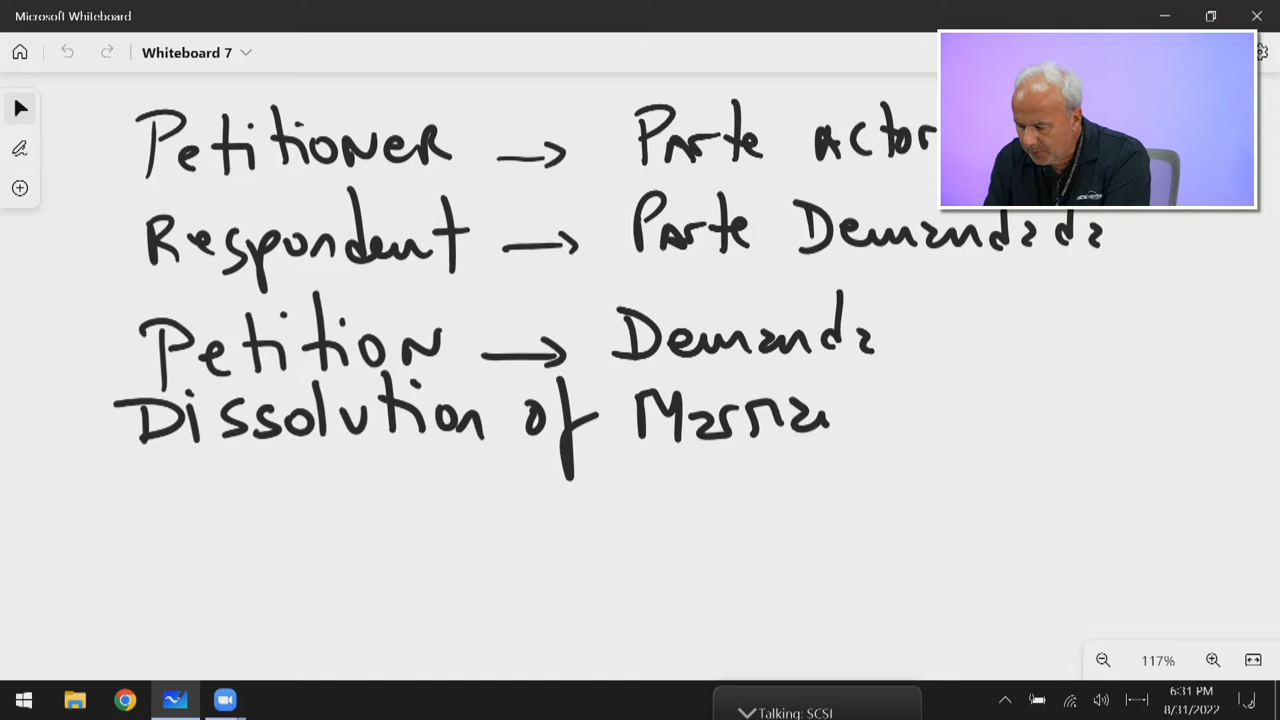 Microsoft Whiteboard
Whiteboard 7
Petitioner → Parte actor
Respondent → Parte Demandada
Petition → Demanda
Dissolution of Marria
117%
Talking: SCSI
6:31 PM
8/31/2022